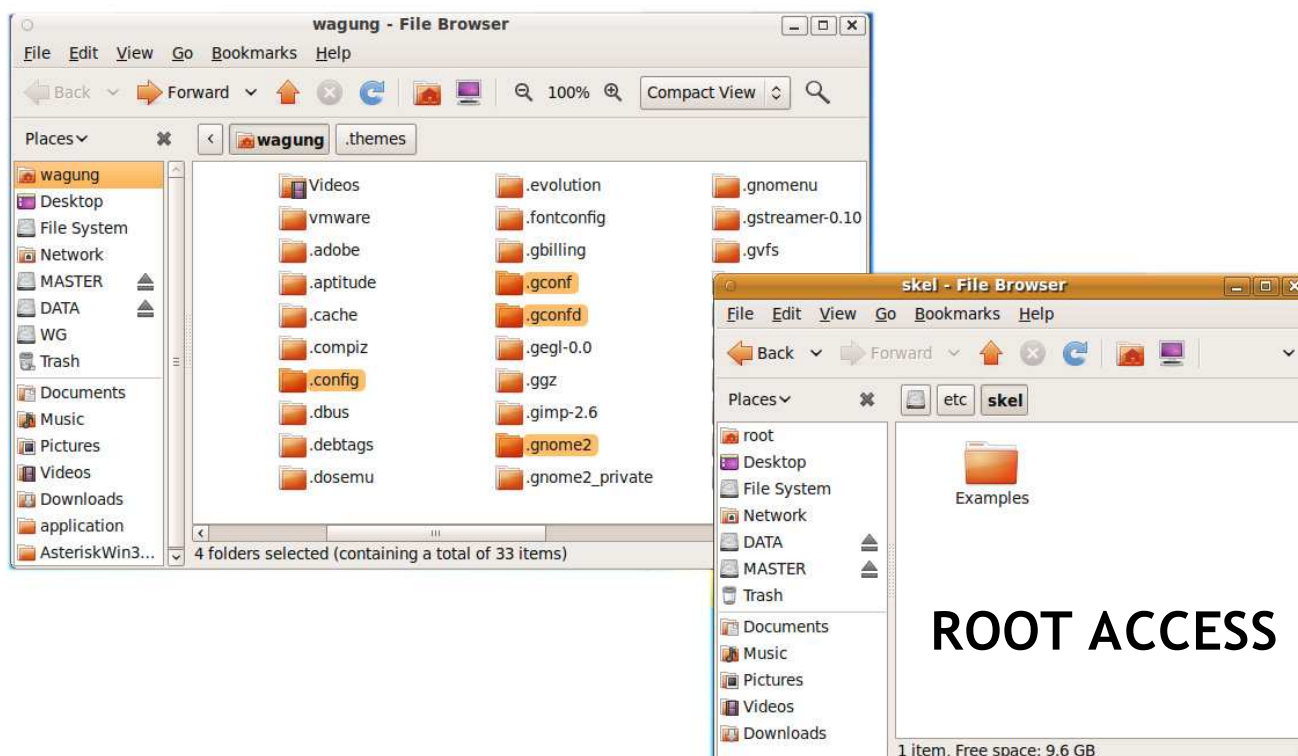 wagung - File Browser
File Edit View Go Bookmarks Help
Back Forward 100% Compact View
Places
wagung .themes
wagung
Desktop
File System
Network
MASTER
DATA
WG
Trash
Documents
Music
Pictures
Videos
Downloads
application
AsteriskWin3...
Videos
vmware
.adobe
.aptitude
.cache
.compiz
.config
.dbus
.debtags
.dosemu
.evolution
.fontconfig
.gbilling
.gconf
.gconfd
.gegl-0.0
.ggz
.gimp-2.6
.gnome2
.gnome2_private
.gnomenu
.gstreamer-0.10
.gvfs
4 folders selected (containing a total of 33 items)
skel - File Browser
File Edit View Go Bookmarks Help
Back Forward
Places
etc skel
root
Desktop
File System
Network
DATA
MASTER
Trash
Documents
Music
Pictures
Videos
Downloads
Examples
ROOT ACCESS
1 item, Free space: 9.6 GB